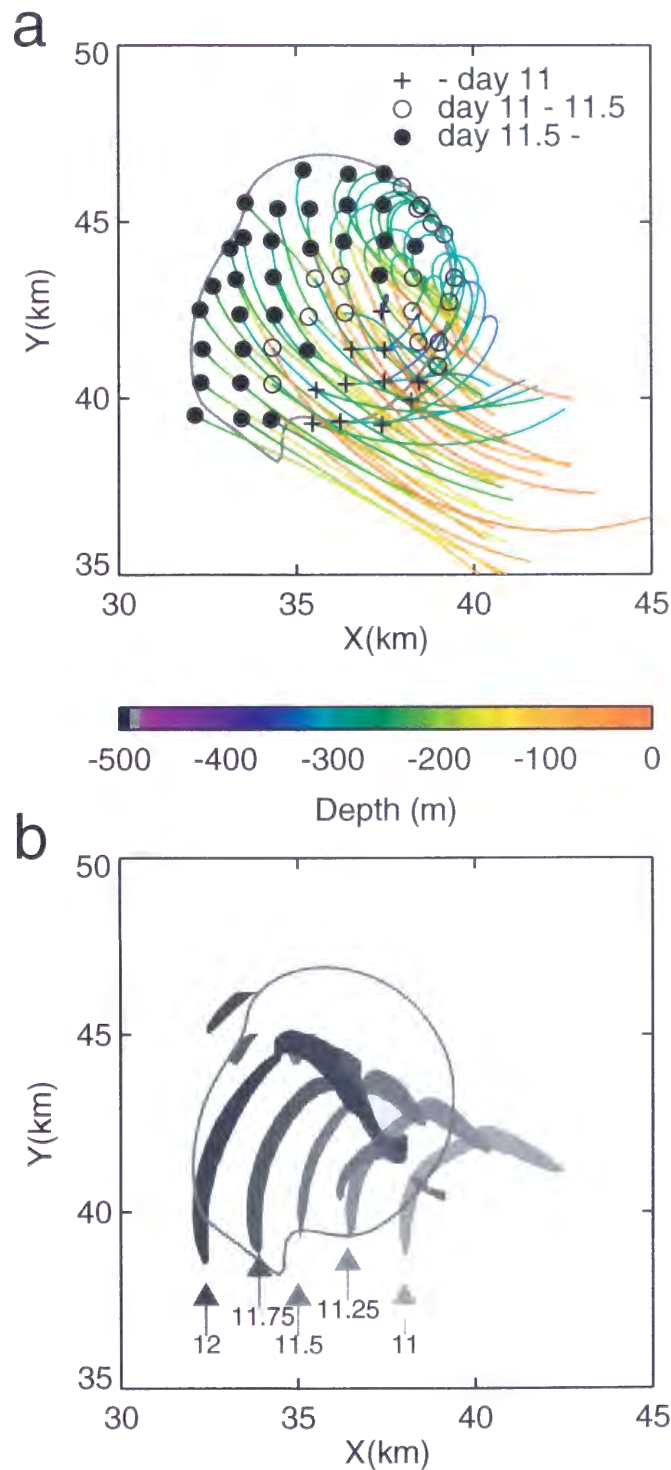 a
50
+ - day 11
○ day 11 - 11.5
● day 11.5 -
45
Y(km)
40
35
30 35 40 45
X(km)
-500 -400 -300 -200 -100 0
Depth (m)
b
50
45
Y(km)
40
11.75 11.25
12 11.5 11
35
30 35 40 45
X(km)